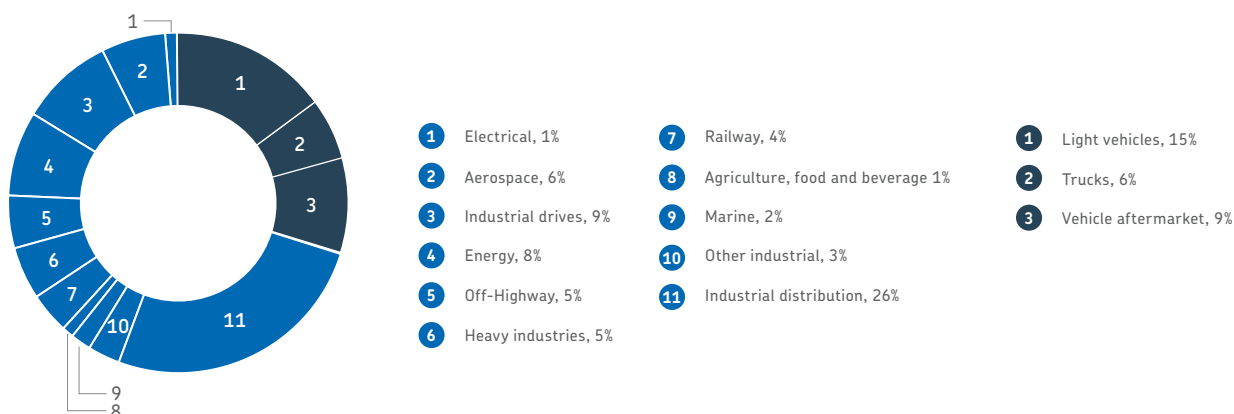 1
2
1
3
2
4
3
5
6
7
10
11
9
8
1 Electrical, 1%
2 Aerospace, 6%
3 Industrial drives, 9%
4 Energy, 8%
5 Off-Highway, 5%
6 Heavy industries, 5%
7 Railway, 4%
8 Agriculture, food and beverage 1%
9 Marine, 2%
10 Other industrial, 3%
11 Industrial distribution, 26%
1 Light vehicles, 15%
2 Trucks, 6%
3 Vehicle aftermarket, 9%